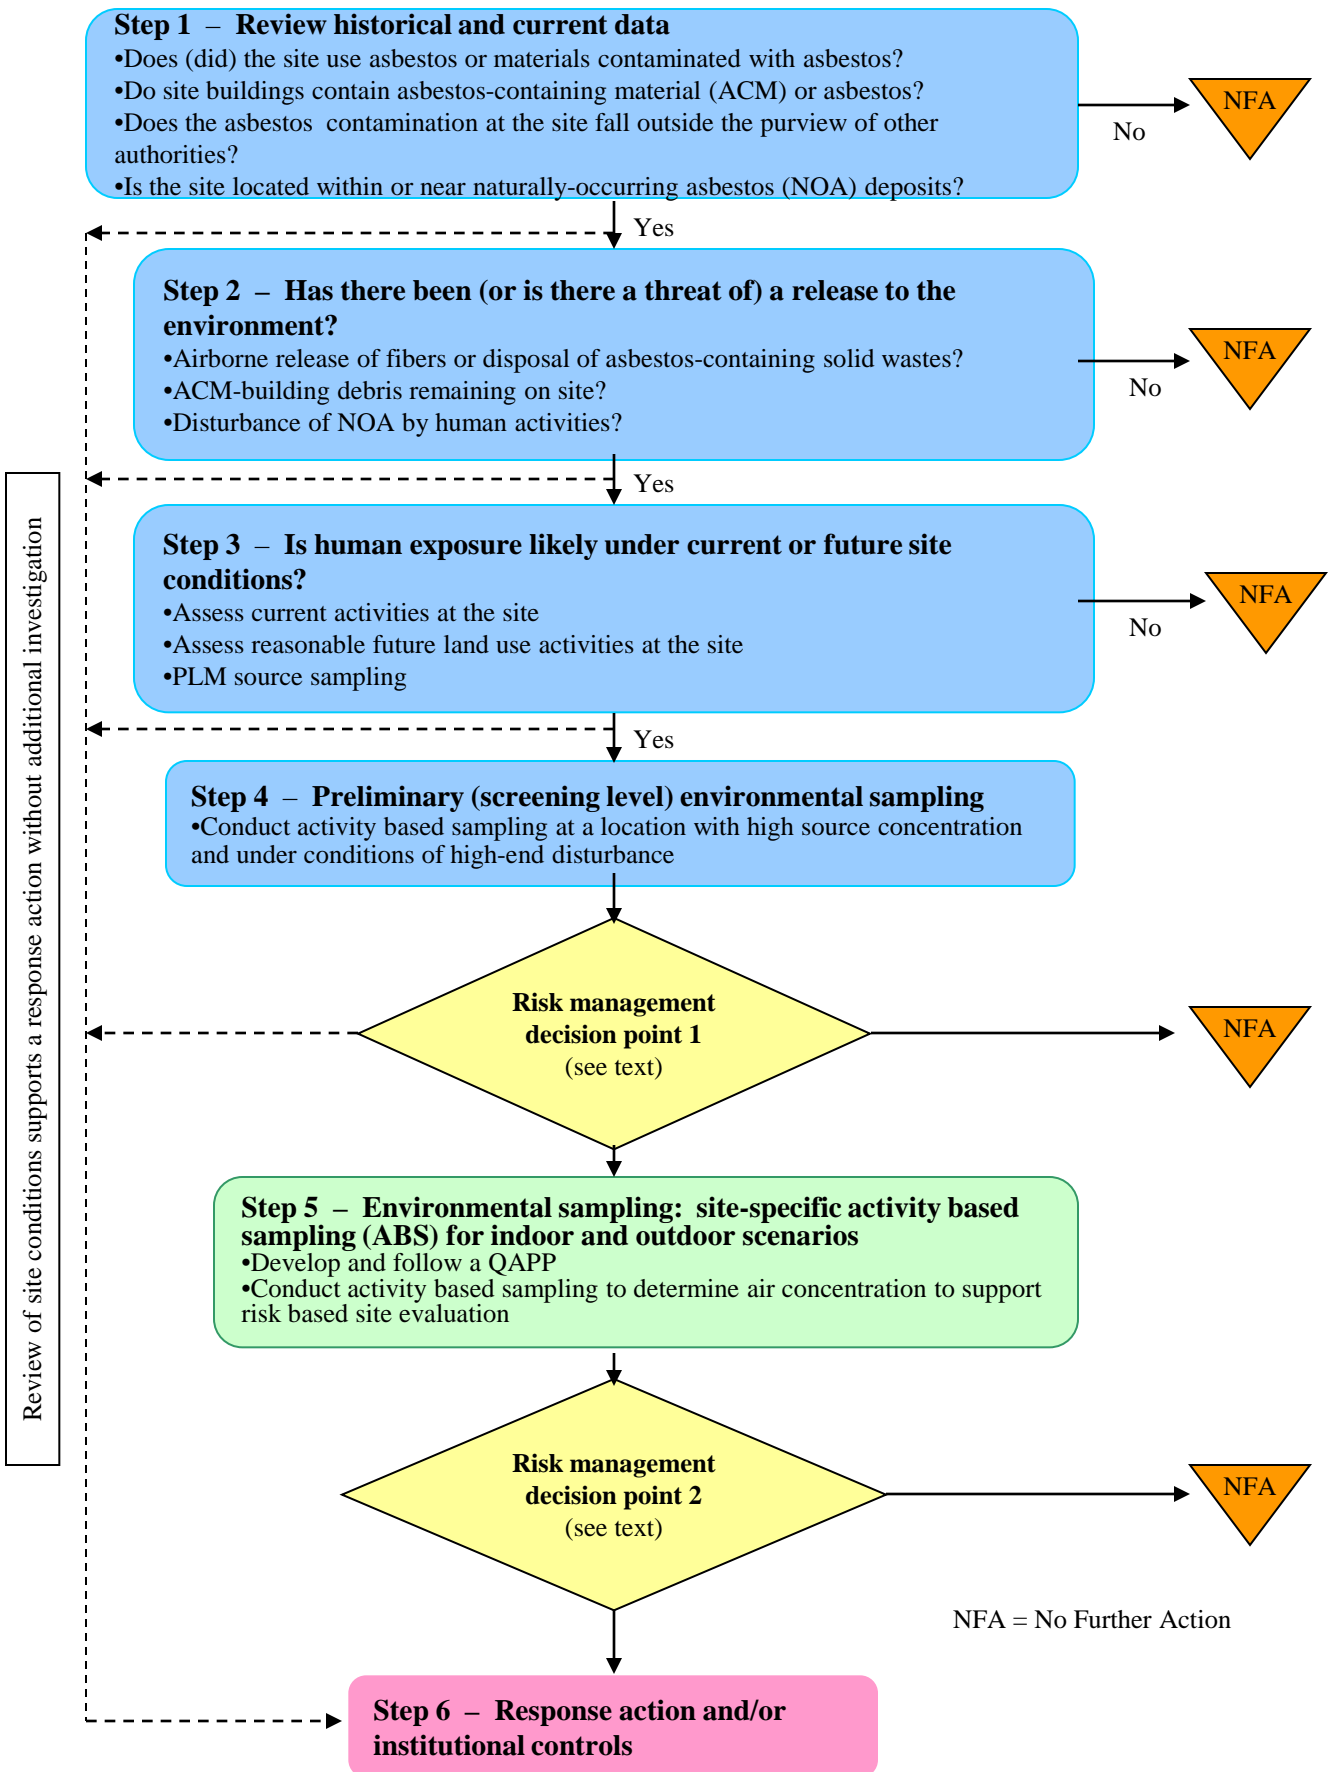 Step 1 – Review historical and current data
•Does (did) the site use asbestos or materials contaminated with asbestos?
•Do site buildings contain asbestos-containing material (ACM) or asbestos?
•Does the asbestos contamination at the site fall outside the purview of other
authorities?
•Is the site located within or near naturally-occurring asbestos (NOA) deposits?
NFA
No
Yes
Step 2 – Has there been (or is there a threat of) a release to the
environment?
•Airborne release of fibers or disposal of asbestos-containing solid wastes?
•ACM-building debris remaining on site?
•Disturbance of NOA by human activities?
NFA
No
Yes
Step 3 – Is human exposure likely under current or future site
conditions?
•Assess current activities at the site
•Assess reasonable future land use activities at the site
•PLM source sampling
NFA
No
Yes
Step 4 – Preliminary (screening level) environmental sampling
•Conduct activity based sampling at a location with high source concentration
and under conditions of high-end disturbance
Risk management
decision point 1
(see text)
NFA
Step 5 – Environmental sampling: site-specific activity based
sampling (ABS) for indoor and outdoor scenarios
•Develop and follow a QAPP
•Conduct activity based sampling to determine air concentration to support
risk based site evaluation
Risk management
decision point 2
(see text)
NFA
NFA = No Further Action
Step 6 – Response action and/or
institutional controls
Review of site conditions supports a response action without additional investigation